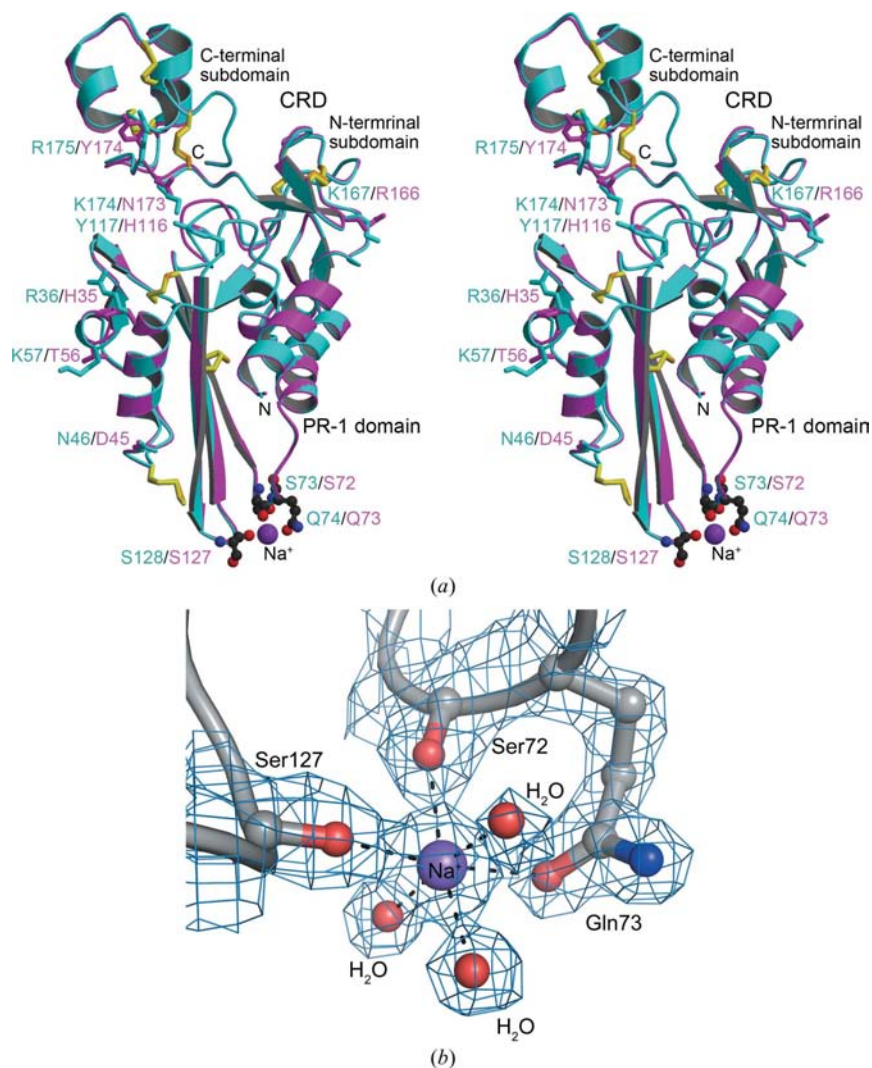 C-terminal
subdomain
CRD
N-termrinal
subdomain
R175/Y174
C
K174/N173
K167/R166
Y117/H116
R36/H35
K57/T56
N
PR-1 domain
N46/D45
S73/S72
Q74/Q73
S128/S127
Na⁺
C-terminal
subdomain
CRD
N-termrinal
subdomain
R175/Y174
C
K174/N173
K167/R166
Y117/H116
R36/H35
K57/T56
N
PR-1 domain
N46/D45
S73/S72
Q74/Q73
S128/S127
Na⁺
(a)
Ser127
Ser72
H₂O
Na⁺
Gln73
H₂O
H₂O
(b)